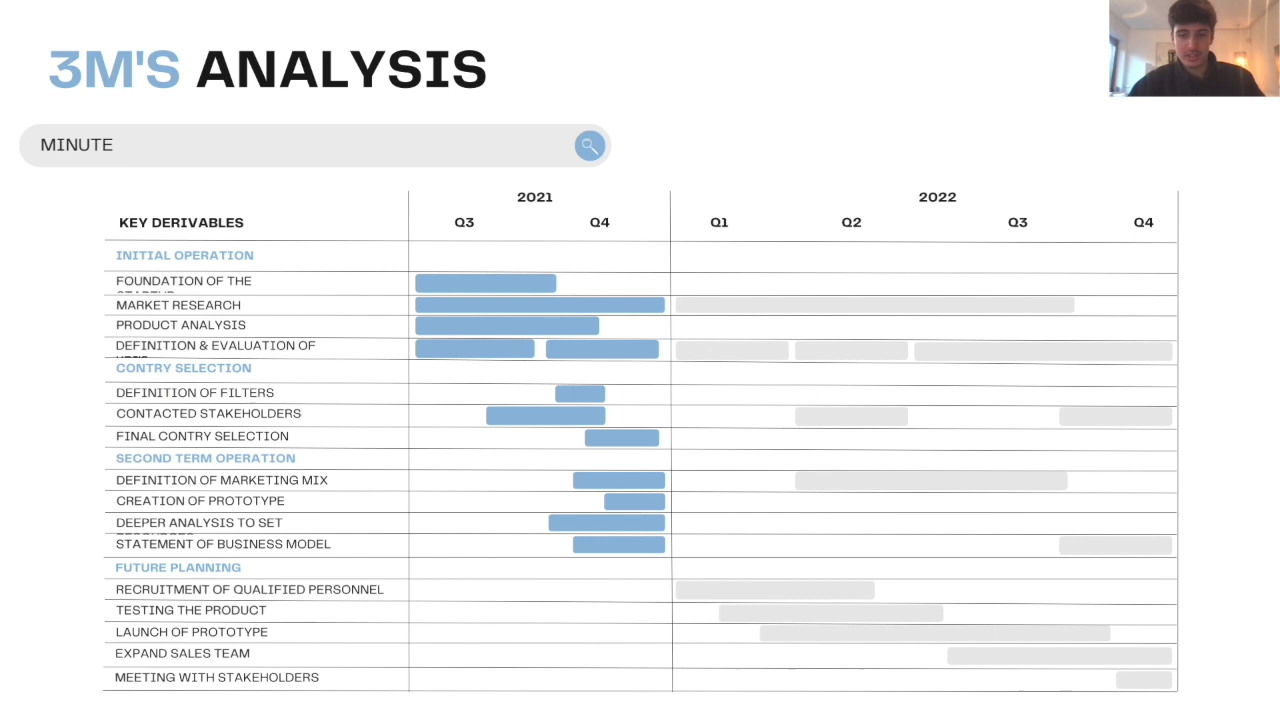 3M'S ANALYSIS
MINUTE
2021
2022
KEY DERIVABLES
Q3
Q4
Q1
Q2
Q3
Q4
INITIAL OPERATION
FOUNDATION OF THE
MARKET RESEARCH
PRODUCT ANALYSIS
DEFINITION & EVALUATION OF
CONTRY SELECTION
DEFINITION OF FILTERS
CONTACTED STAKEHOLDERS
FINAL CONTRY SELECTION
SECOND TERM OPERATION
DEFINITION OF MARKETING MIX
CREATION OF PROTOTYPE
DEEPER ANALYSIS TO SET
STATEMENT OF BUSINESS MODEL
FUTURE PLANNING
RECRUITMENT OF QUALIFIED PERSONNEL
TESTING THE PRODUCT
LAUNCH OF PROTOTYPE
EXPAND SALES TEAM
MEETING WITH STAKEHOLDERS